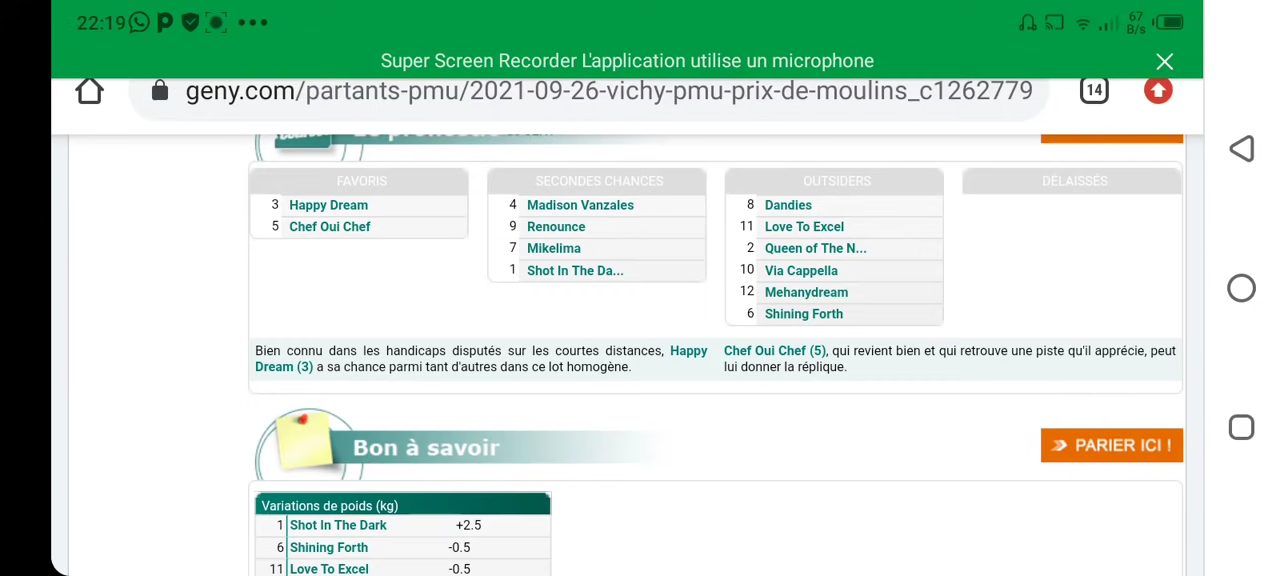 22:19
67 B/s
Super Screen Recorder L'application utilise un microphone
geny.com/partants-pmu/2021-09-26-vichy-pmu-prix-de-moulins_c1262779
14
FAVORIS
3 Happy Dream
5 Chef Oui Chef
SECONDES CHANCES
4 Madison Vanzales
9 Renounce
7 Mikelima
1 Shot In The Da...
OUTSIDERS
8 Dandies
11 Love To Excel
2 Queen of The N...
10 Via Cappella
12 Mehanydream
6 Shining Forth
DÉLAISSÉS
Bien connu dans les handicaps disputés sur les courtes distances, Happy
Dream (3) a sa chance parmi tant d'autres dans ce lot homogène.
Chef Oui Chef (5), qui revient bien et qui retrouve une piste qu'il apprécie, peut
lui donner la réplique.
Bon à savoir
PARIER ICI !
Variations de poids (kg)
1 Shot In The Dark +2.5
6 Shining Forth -0.5
11 Love To Excel -0.5